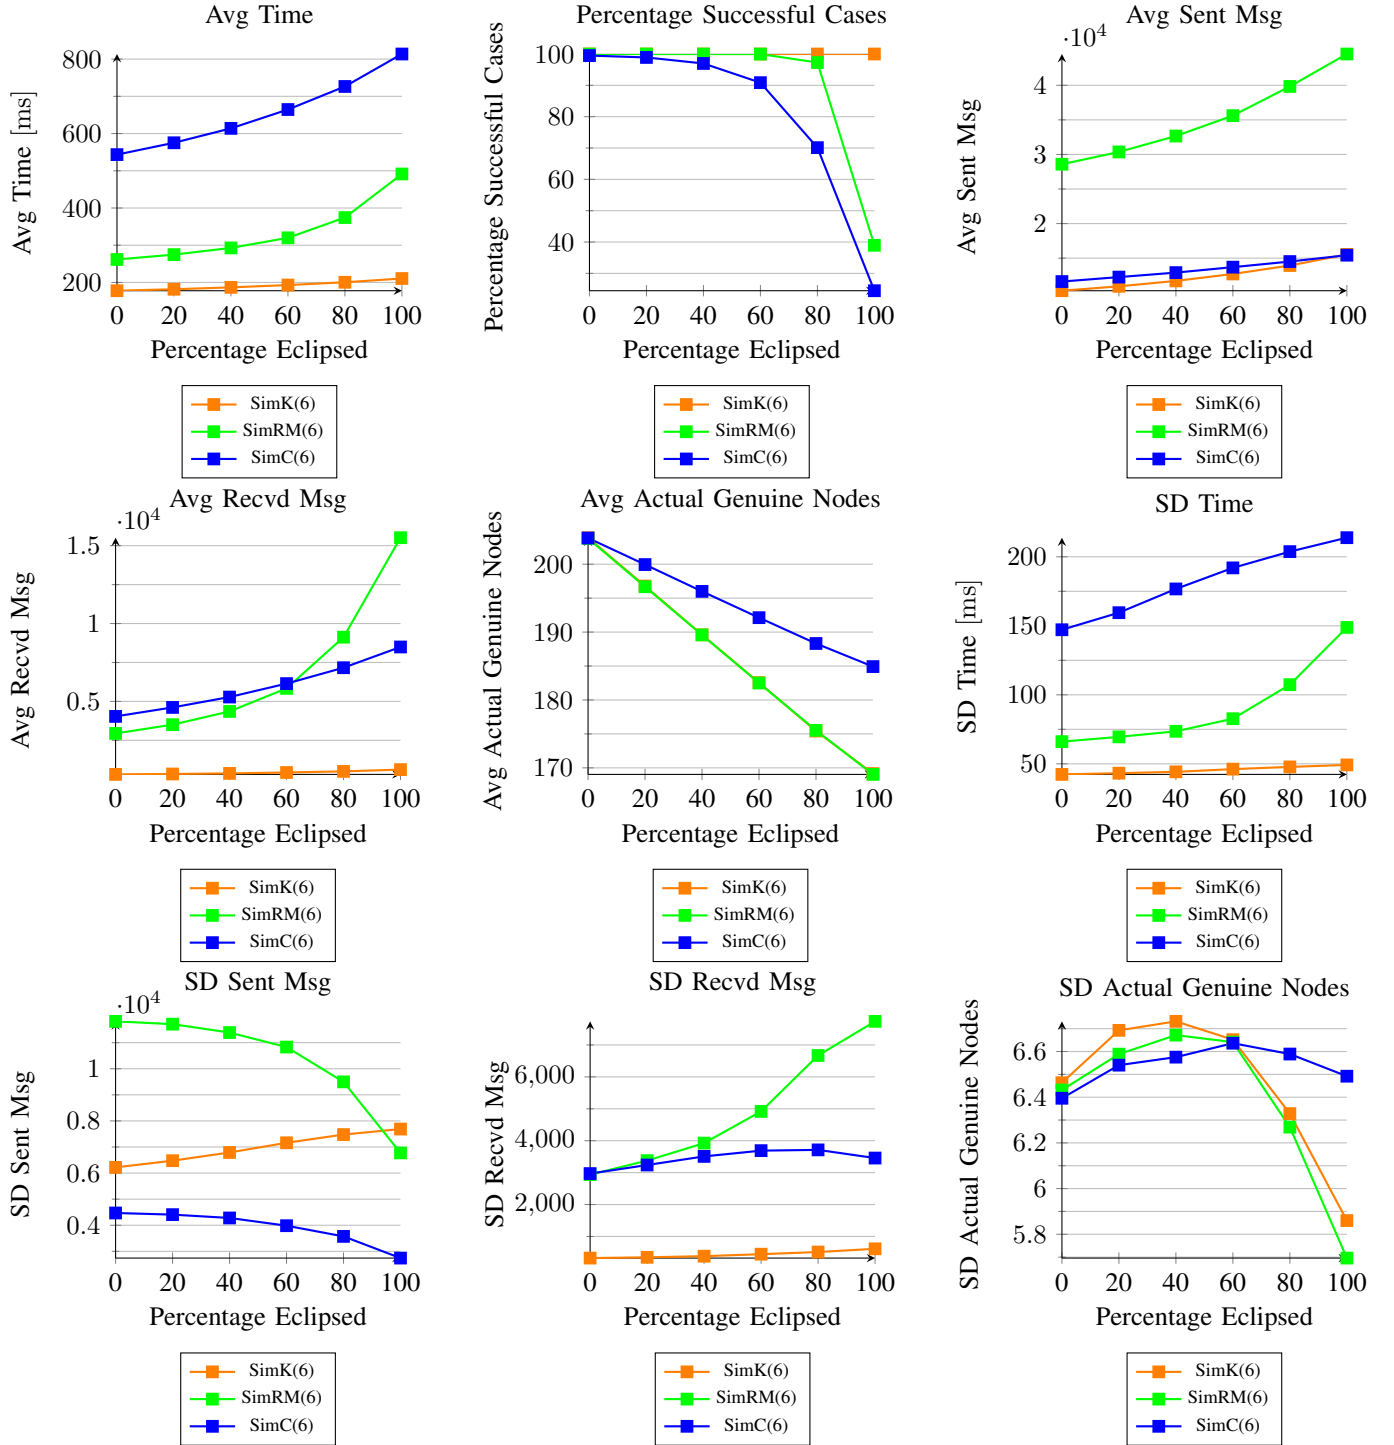 Avg Time
Avg Time [ms]
800
600
400
200
0 20 40 60 80 100
Percentage Eclipsed
SimK(6)
SimRM(6)
SimC(6)
Percentage Successful Cases
Percentage Successful Cases
100
80
60
40
0 20 40 60 80 100
Percentage Eclipsed
SimK(6)
SimRM(6)
SimC(6)
Avg Sent Msg
·10^4
Avg Sent Msg
4
3
2
0 20 40 60 80 100
Percentage Eclipsed
SimK(6)
SimRM(6)
SimC(6)
Avg Recvd Msg
·10^4
Avg Recvd Msg
1.5
1
0.5
0 20 40 60 80 100
Percentage Eclipsed
SimK(6)
SimRM(6)
SimC(6)
Avg Actual Genuine Nodes
Avg Actual Genuine Nodes
200
190
180
170
0 20 40 60 80 100
Percentage Eclipsed
SimK(6)
SimRM(6)
SimC(6)
SD Time
SD Time [ms]
200
150
100
50
0 20 40 60 80 100
Percentage Eclipsed
SimK(6)
SimRM(6)
SimC(6)
SD Sent Msg
·10^4
SD Sent Msg
1
0.8
0.6
0.4
0 20 40 60 80 100
Percentage Eclipsed
SimK(6)
SimRM(6)
SimC(6)
SD Recvd Msg
SD Recvd Msg
6,000
4,000
2,000
0 20 40 60 80 100
Percentage Eclipsed
SimK(6)
SimRM(6)
SimC(6)
SD Actual Genuine Nodes
SD Actual Genuine Nodes
6.6
6.4
6.2
6
5.8
0 20 40 60 80 100
Percentage Eclipsed
SimK(6)
SimRM(6)
SimC(6)